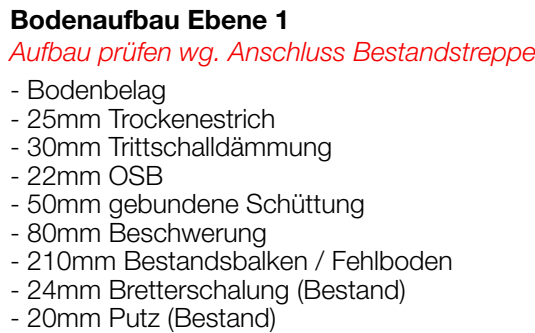 Bodenaufbau Ebene 1
Aufbau prüfen wg. Anschluss Bestandstreppe
- Bodenbelag
- 25mm Trockenestrich
- 30mm Trittschalldämmung
- 22mm OSB
- 50mm gebundene Schüttung
- 80mm Beschwerung
- 210mm Bestandsbalken / Fehlboden
- 24mm Bretterschalung (Bestand)
- 20mm Putz (Bestand)